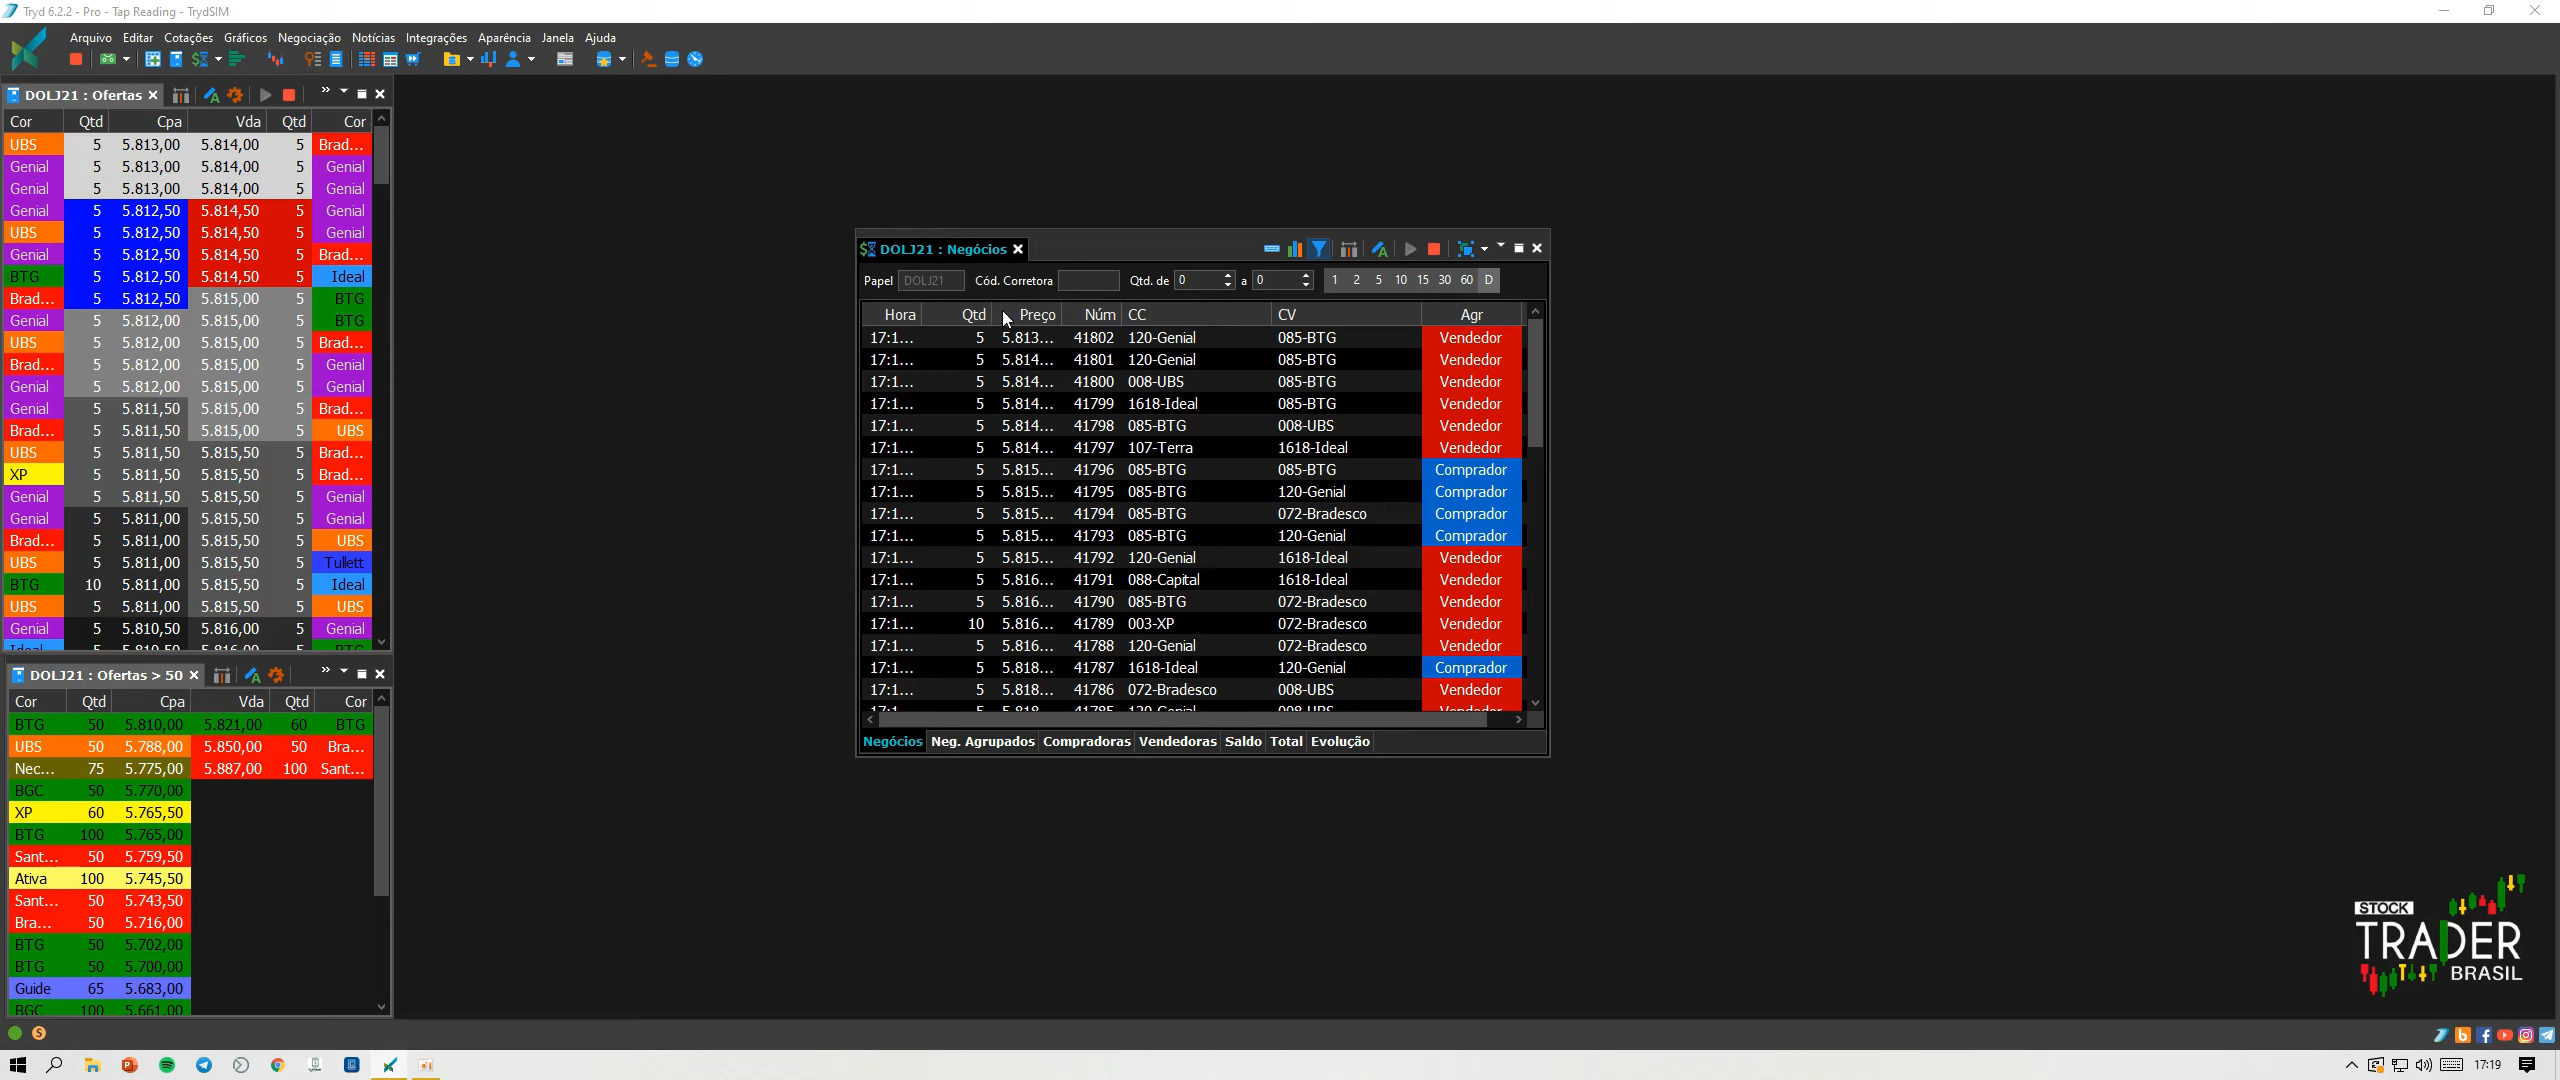 Tryd 6.2.2 - Pro - Tap Reading - TrydSIM
Arquivo Editar Cotações Gráficos Negociação Notícias Integrações Aparência Janela Ajuda
DOLJ21 : Ofertas
Cor Qtd Cpa Vda Qtd Cor
UBS 5 5.813,00 5.814,00 5 Brad...
Genial 5 5.813,00 5.814,00 5 Genial
Genial 5 5.813,00 5.814,00 5 Genial
Genial 5 5.812,50 5.814,50 5 Genial
UBS 5 5.812,50 5.814,50 5 Genial
Genial 5 5.812,50 5.814,50 5 Brad...
BTG 5 5.812,50 5.814,50 5 Ideal
Brad... 5 5.812,50 5.815,00 5 BTG
Genial 5 5.812,00 5.815,00 5 BTG
UBS 5 5.812,00 5.815,00 5 Brad...
Brad... 5 5.812,00 5.815,00 5 Genial
Genial 5 5.812,00 5.815,00 5 Genial
Genial 5 5.811,50 5.815,00 5 Brad...
Brad... 5 5.811,50 5.815,00 5 UBS
UBS 5 5.811,50 5.815,50 5 Brad...
XP 5 5.811,50 5.815,50 5 Brad...
Genial 5 5.811,50 5.815,50 5 Genial
Genial 5 5.811,00 5.815,50 5 Genial
Brad... 5 5.811,00 5.815,50 5 UBS
UBS 5 5.811,00 5.815,50 5 Tullett
BTG 10 5.811,00 5.815,50 5 Ideal
UBS 5 5.811,00 5.815,50 5 UBS
Genial 5 5.810,50 5.816,00 5 Genial
Ideal 5 5.810,50 5.816,00 5 BTG
DOLJ21 : Ofertas > 50
Cor Qtd Cpa Vda Qtd Cor
BTG 50 5.810,00 5.821,00 60 BTG
UBS 50 5.788,00 5.850,00 50 Bra...
Nec... 75 5.775,00 5.887,00 100 Sant...
BGC 50 5.770,00
XP 60 5.765,50
BTG 100 5.765,00
Sant... 50 5.759,50
Ativa 100 5.745,50
Sant... 50 5.743,50
Bra... 50 5.716,00
BTG 50 5.702,00
BTG 50 5.700,00
Guide 65 5.683,00
BGC 100 5.661,00
DOLJ21 : Negócios
Papel DOLJ21 Cód. Corretora Qtd. de 0 a 0 1 2 5 10 15 30 60 D
Hora Qtd Preço Núm CC CV Agr
17:1... 5 5.813... 41802 120-Genial 085-BTG Vendedor
17:1... 5 5.814... 41801 120-Genial 085-BTG Vendedor
17:1... 5 5.814... 41800 008-UBS 085-BTG Vendedor
17:1... 5 5.814... 41799 1618-Ideal 085-BTG Vendedor
17:1... 5 5.814... 41798 085-BTG 008-UBS Vendedor
17:1... 5 5.814... 41797 107-Terra 1618-Ideal Vendedor
17:1... 5 5.815... 41796 085-BTG 085-BTG Comprador
17:1... 5 5.815... 41795 085-BTG 120-Genial Comprador
17:1... 5 5.815... 41794 085-BTG 072-Bradesco Comprador
17:1... 5 5.815... 41793 085-BTG 120-Genial Comprador
17:1... 5 5.815... 41792 120-Genial 1618-Ideal Vendedor
17:1... 5 5.816... 41791 088-Capital 1618-Ideal Vendedor
17:1... 5 5.816... 41790 085-BTG 072-Bradesco Vendedor
17:1... 10 5.816... 41789 003-XP 072-Bradesco Vendedor
17:1... 5 5.816... 41788 120-Genial 072-Bradesco Vendedor
17:1... 5 5.818... 41787 1618-Ideal 120-Genial Comprador
17:1... 5 5.818... 41786 072-Bradesco 008-UBS Vendedor
17:1... 5 5.818... 41785 120-Genial 008-UBS Vendedor
Negócios Neg. Agrupados Compradoras Vendedoras Saldo Total Evolução
STOCK
TRADER
BRASIL
17:19